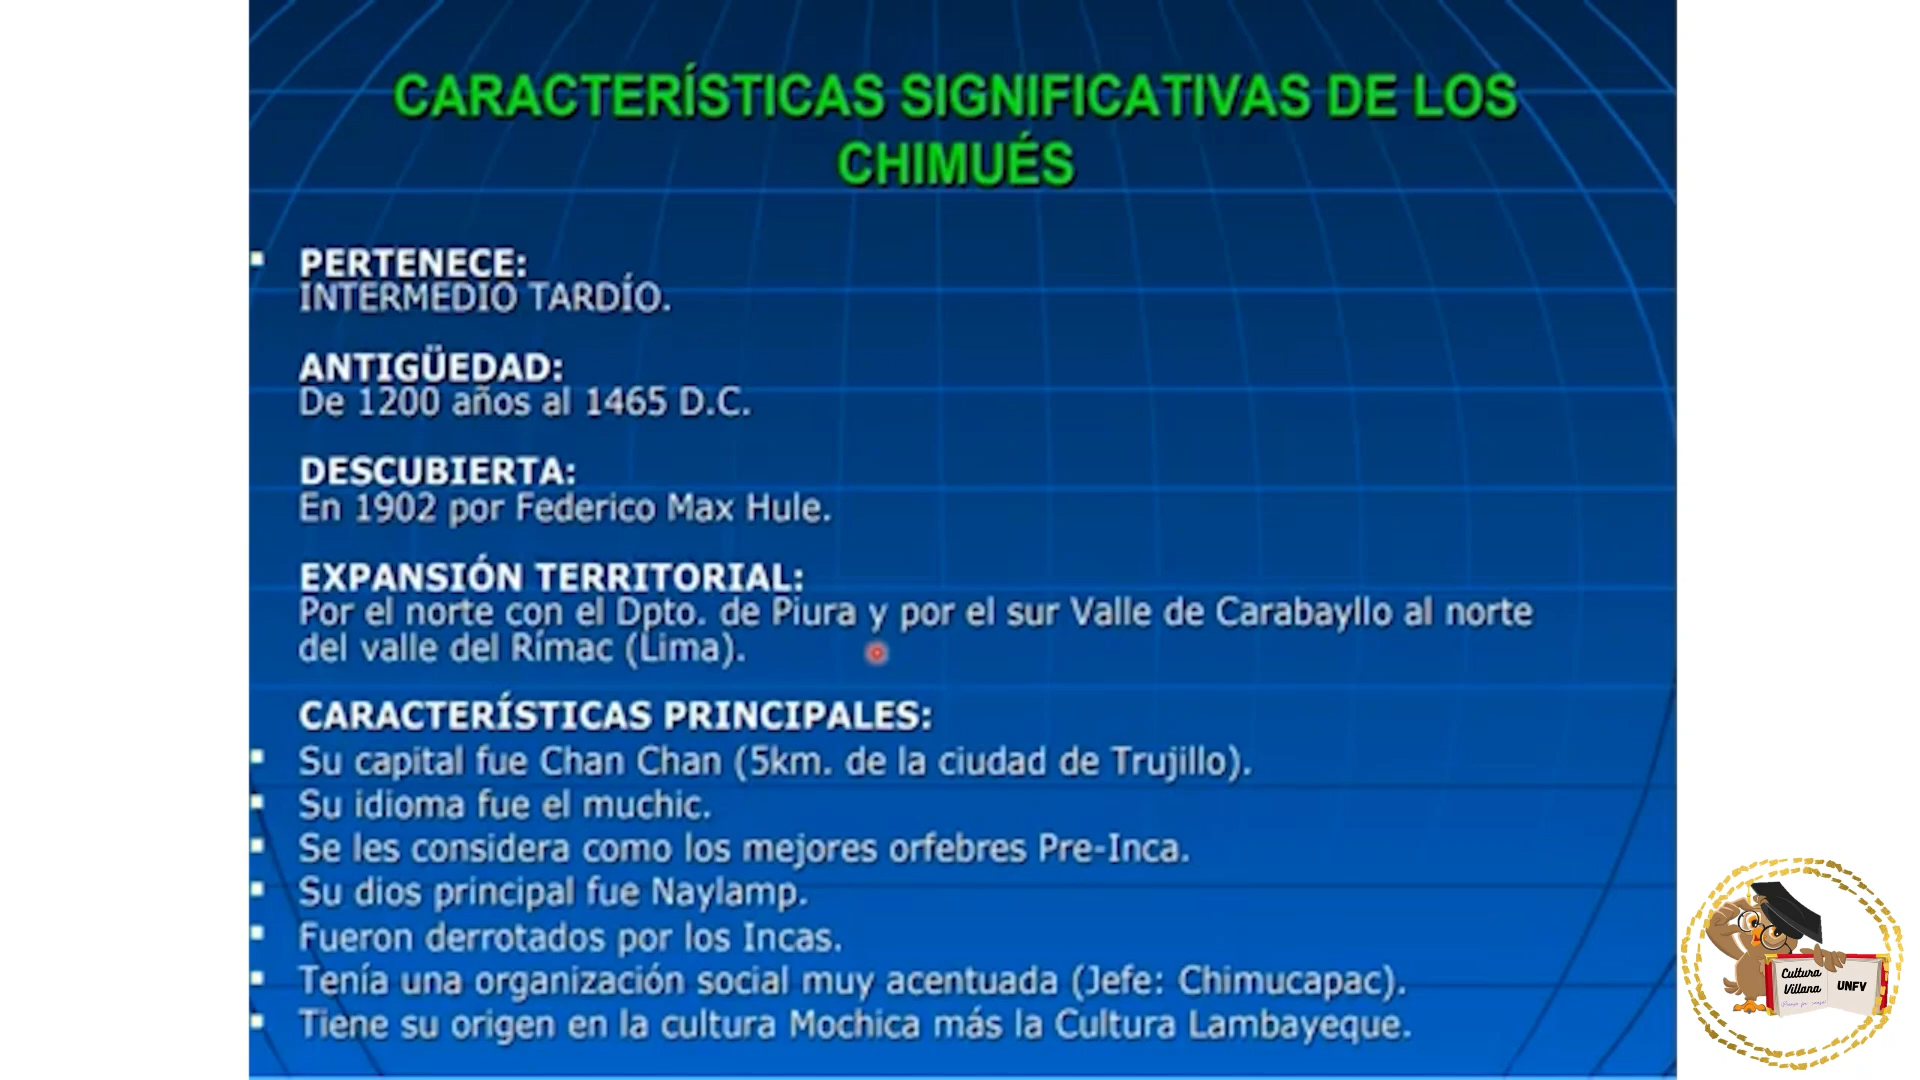 CARACTERÍSTICAS SIGNIFICATIVAS DE LOS
CHIMUÉS
PERTENECE:
INTERMEDIO TARDÍO.
ANTIGÜEDAD:
De 1200 años al 1465 D.C.
DESCUBIERTA:
En 1902 por Federico Max Hule.
EXPANSIÓN TERRITORIAL:
Por el norte con el Dpto. de Piura y por el sur Valle de Carabayllo al norte
del valle del Rímac (Lima).
CARACTERÍSTICAS PRINCIPALES:
Su capital fue Chan Chan (5km. de la ciudad de Trujillo).
Su idioma fue el muchic.
Se les considera como los mejores orfebres Pre-Inca.
Su dios principal fue Naylamp.
Fueron derrotados por los Incas.
Tenía una organización social muy acentuada (Jefe: Chimucapac).
Tiene su origen en la cultura Mochica más la Cultura Lambayeque.
Cultura
Villana
UNFV